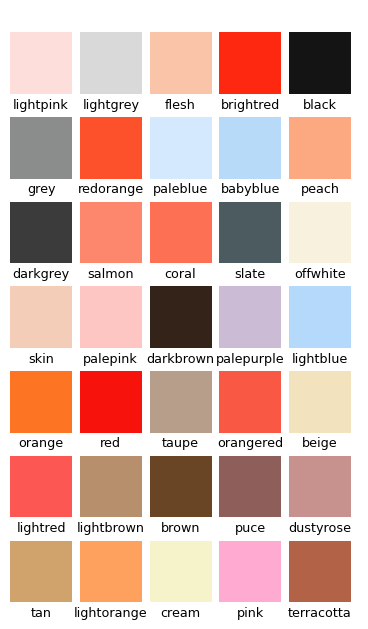 lightpink lightgrey flesh brightred black
grey redorange paleblue babyblue peach
darkgrey salmon coral slate offwhite
skin palepink darkbrown palepurple lightblue
orange red taupe orangered beige
lightred lightbrown brown puce dustyrose
tan lightorange cream pink terracotta